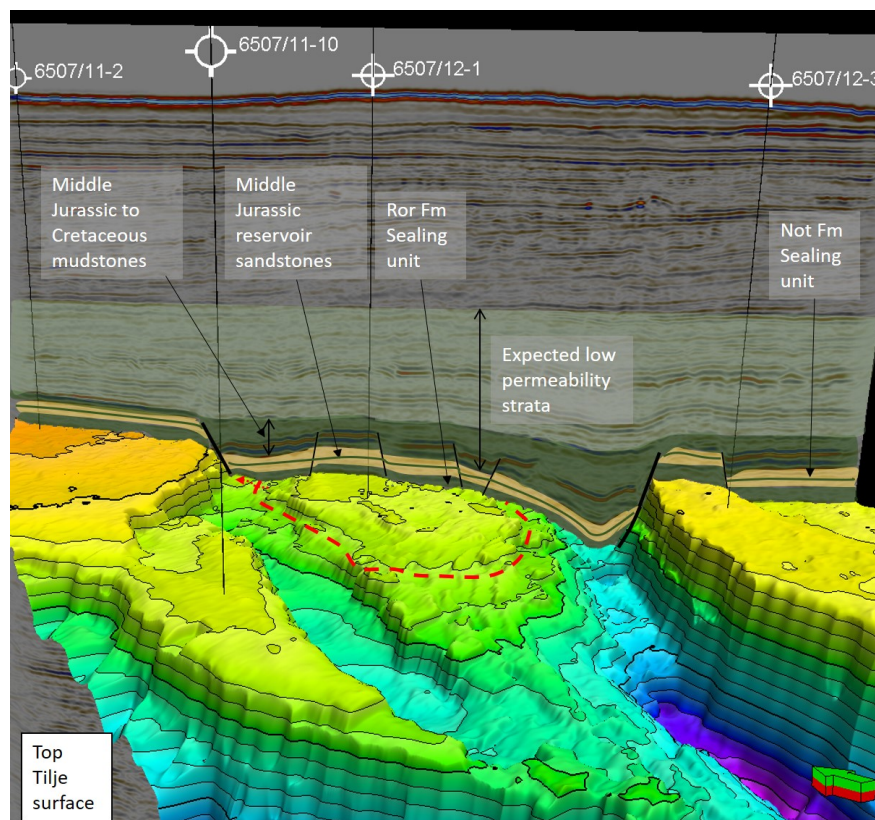 6507/11-2
6507/11-10
6507/12-1
6507/12-3
Middle
Jurassic to
Cretaceous
mudstones
Middle
Jurassic
reservoir
sandstones
Ror Fm
Sealing
unit
Not Fm
Sealing
unit
Expected low
permeability
strata
Top
Tilje
surface